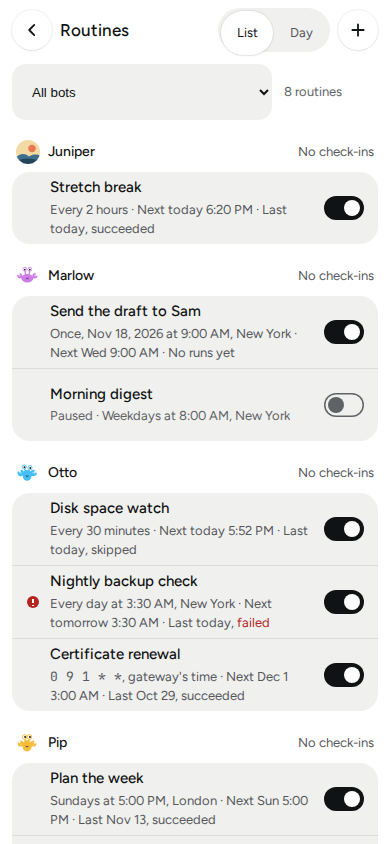 Routines
List
Day
All bots
8 routines
Juniper
No check-ins
Stretch break
Every 2 hours · Next today 6:20 PM · Last
today, succeeded
Marlow
No check-ins
Send the draft to Sam
Once, Nov 18, 2026 at 9:00 AM, New York ·
Next Wed 9:00 AM · No runs yet
Morning digest
Paused · Weekdays at 8:00 AM, New York
Otto
No check-ins
Disk space watch
Every 30 minutes · Next today 5:52 PM · Last
today, skipped
Nightly backup check
Every day at 3:30 AM, New York · Next
tomorrow 3:30 AM · Last today, failed
Certificate renewal
0 9 1 * *, gateway's time · Next Dec 1
3:00 AM · Last Oct 29, succeeded
Pip
No check-ins
Plan the week
Sundays at 5:00 PM, London · Next Sun 5:00
PM · Last Nov 13, succeeded